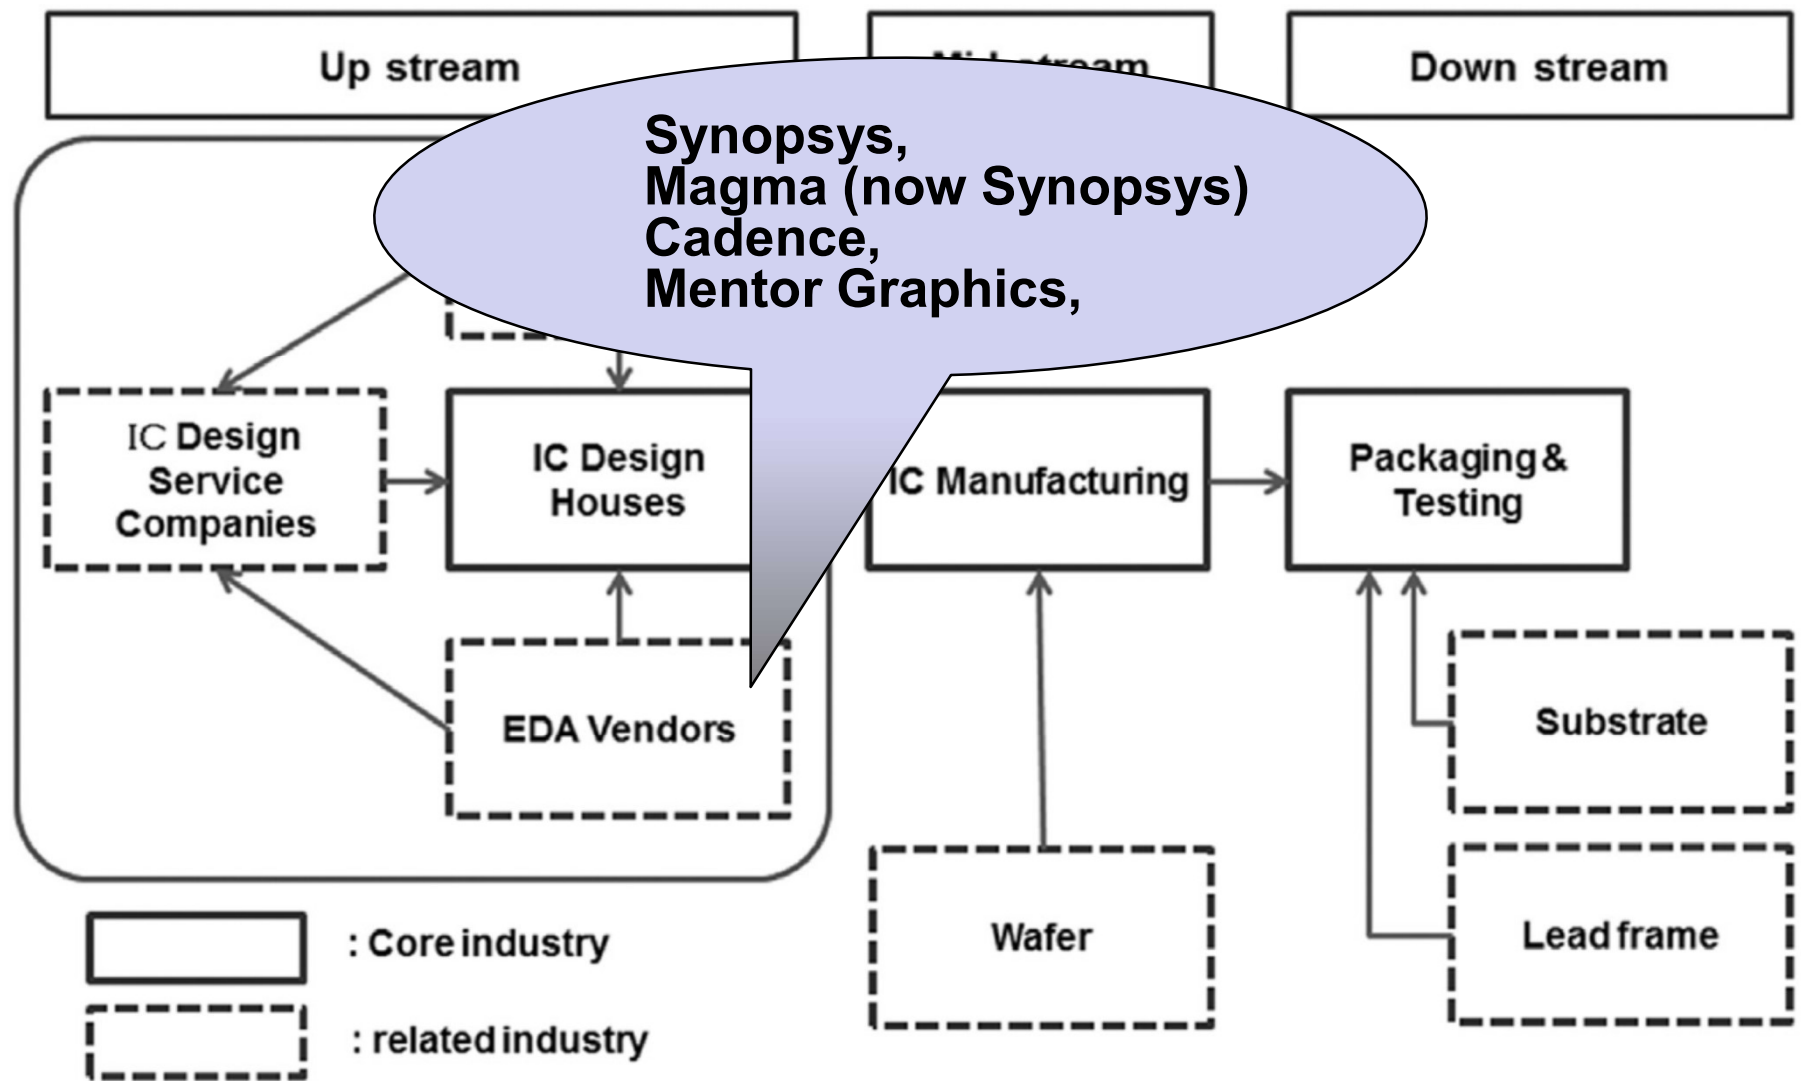 Up stream
stream
Down stream
Synopsys,
Magma (now Synopsys)
Cadence,
Mentor Graphics,
IC Design
Service
Companies
IC Design
Houses
IC Manufacturing
Packaging &
Testing
EDA Vendors
Substrate
Wafer
Lead frame
: Core industry
: related industry